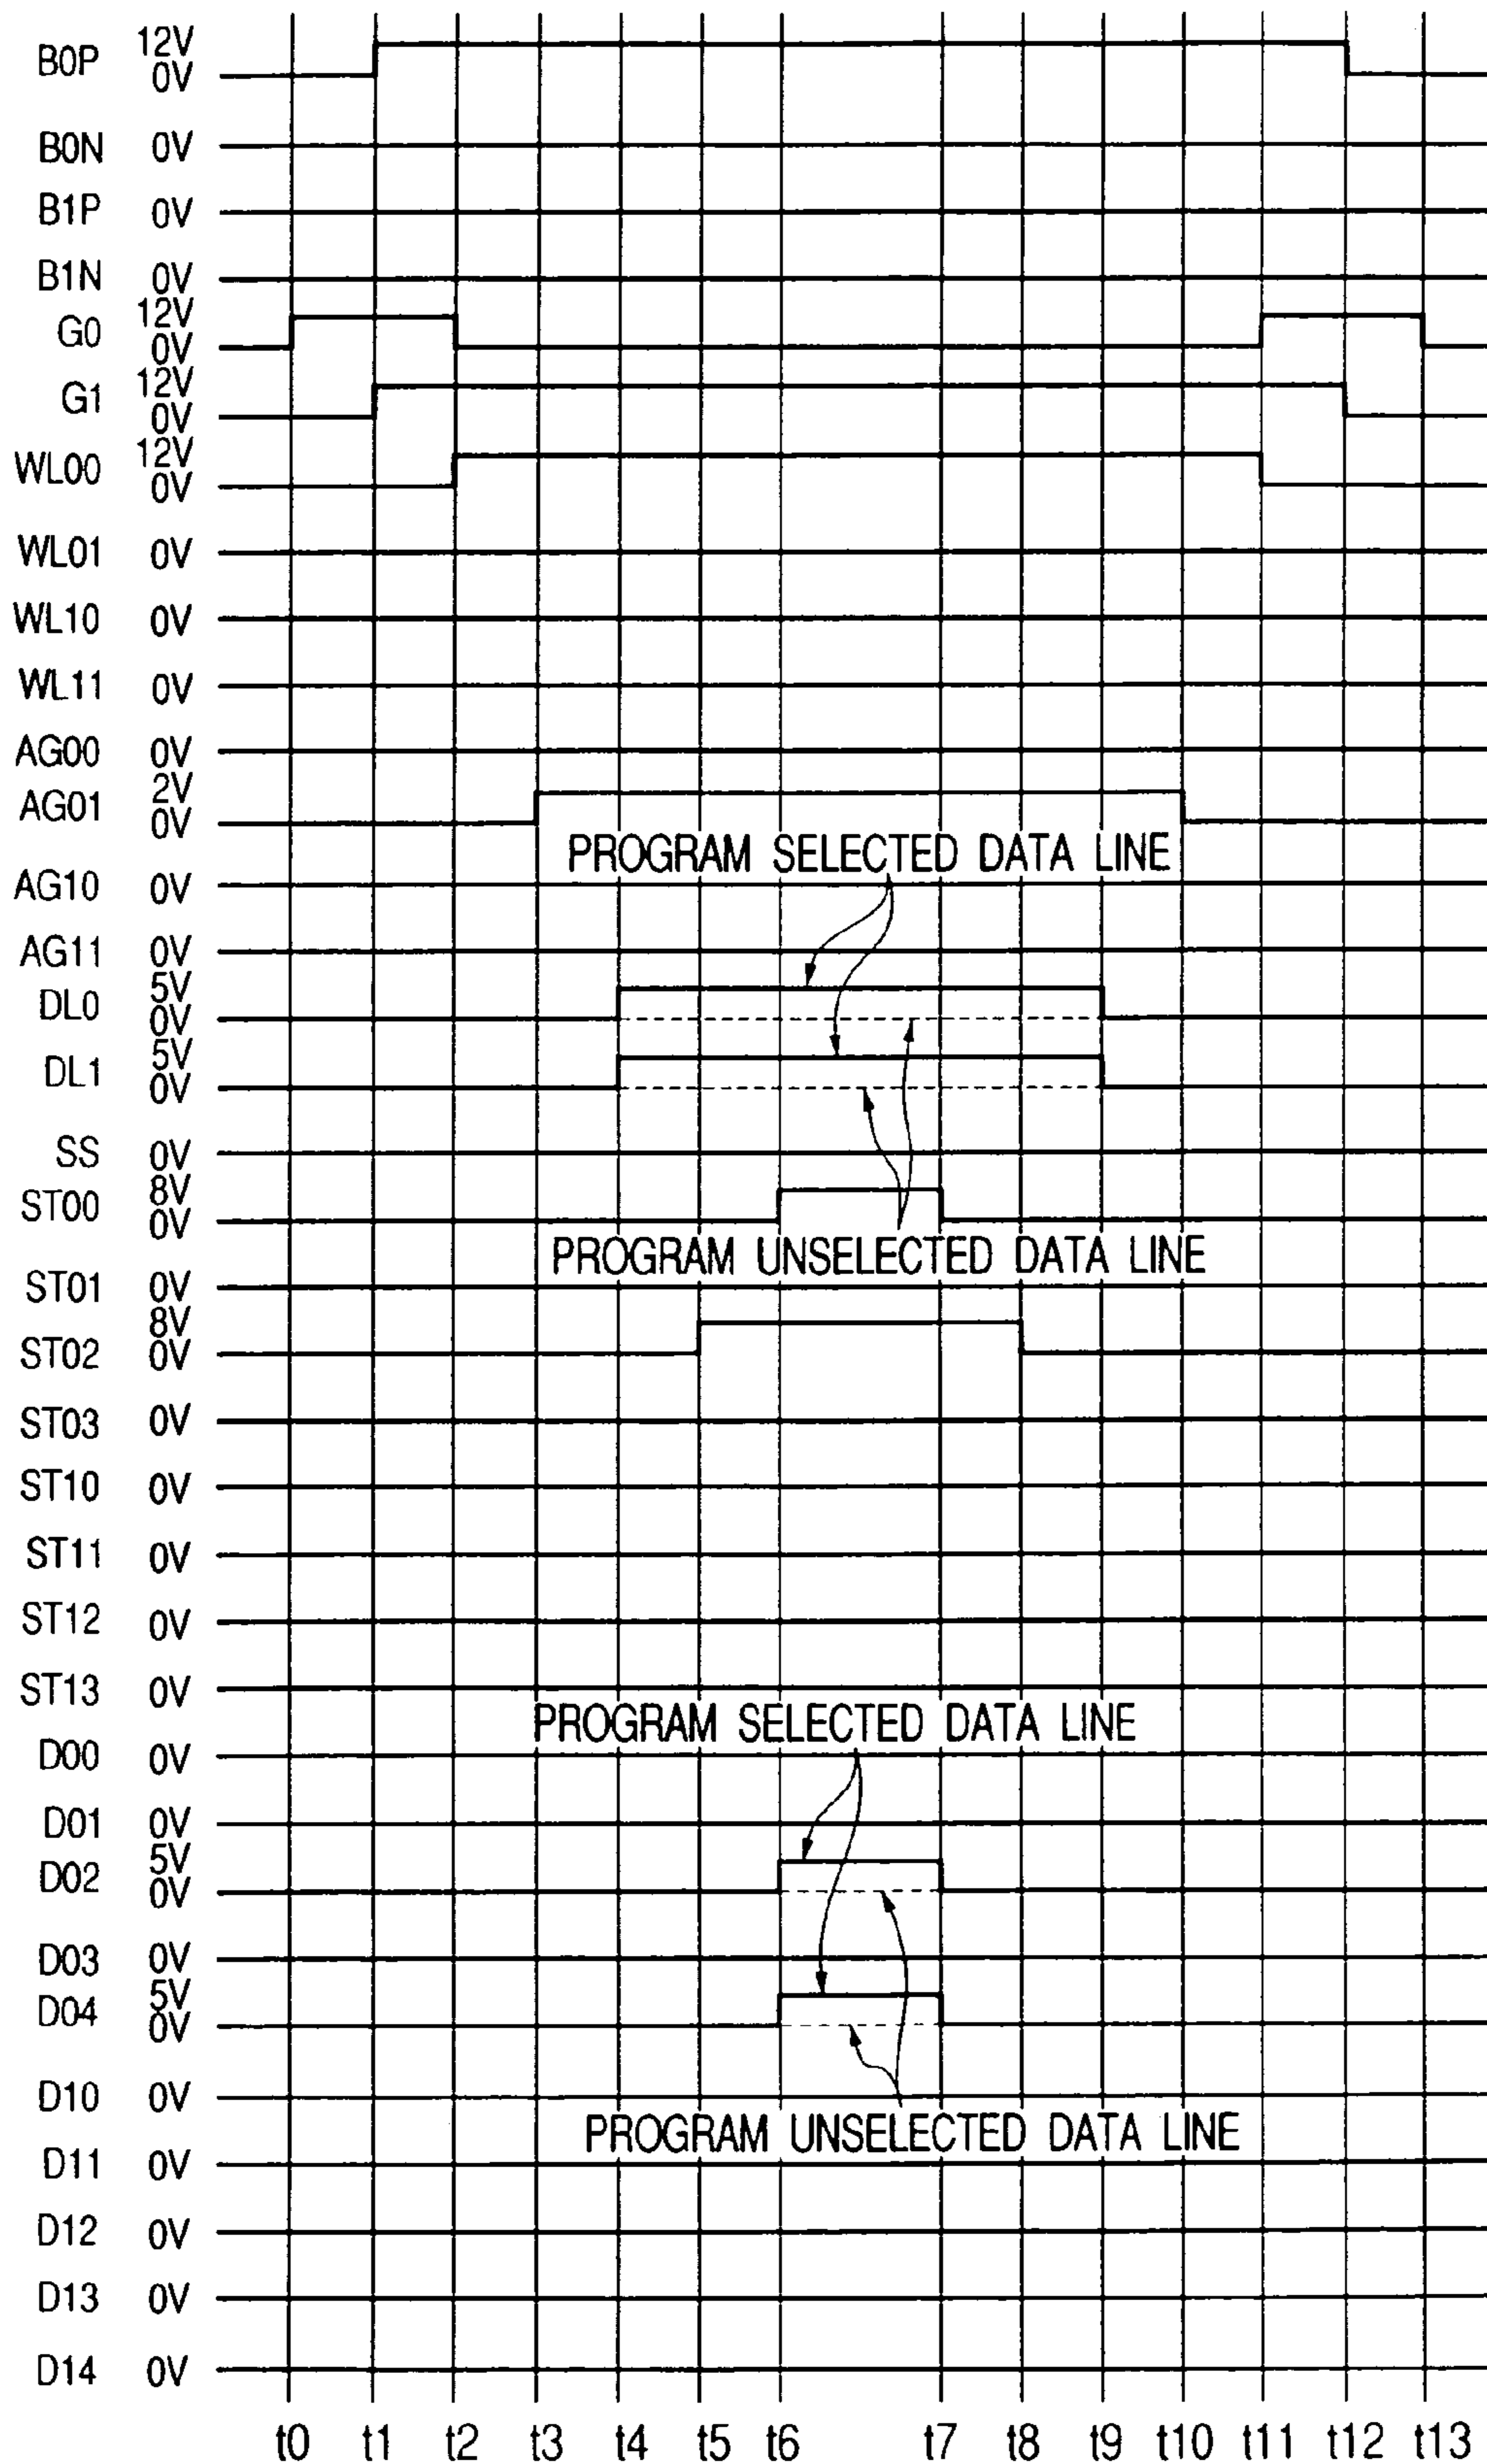 B0P 12V 0V
B0N 0V
B1P 0V
B1N 0V
G0 12V 0V
G1 12V 0V
WL00 12V 0V
WL01 0V
WL10 0V
WL11 0V
AG00 0V
AG01 2V 0V
PROGRAM SELECTED DATA LINE
AG10 0V
AG11 0V
DL0 5V 0V
DL1 5V 0V
SS 0V
ST00 8V 0V
PROGRAM UNSELECTED DATA LINE
ST01 0V
ST02 8V 0V
ST03 0V
ST10 0V
ST11 0V
ST12 0V
ST13 0V
PROGRAM SELECTED DATA LINE
D00 0V
D01 0V
D02 5V 0V
D03 0V
D04 5V 0V
D10 0V
PROGRAM UNSELECTED DATA LINE
D11 0V
D12 0V
D13 0V
D14 0V
t0 t1 t2 t3 t4 t5 t6 t7 t8 t9 t10 t11 t12 t13